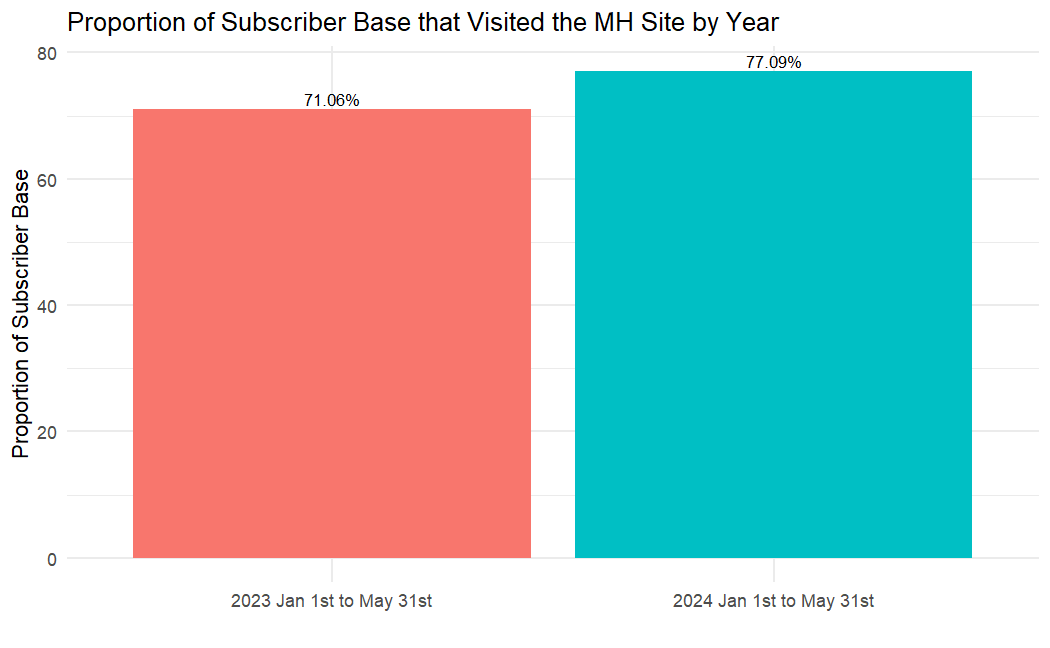 Proportion of Subscriber Base that Visited the MH Site by Year
Proportion of Subscriber Base
80
60
40
20
0
71.06%
77.09%
2023 Jan 1st to May 31st
2024 Jan 1st to May 31st